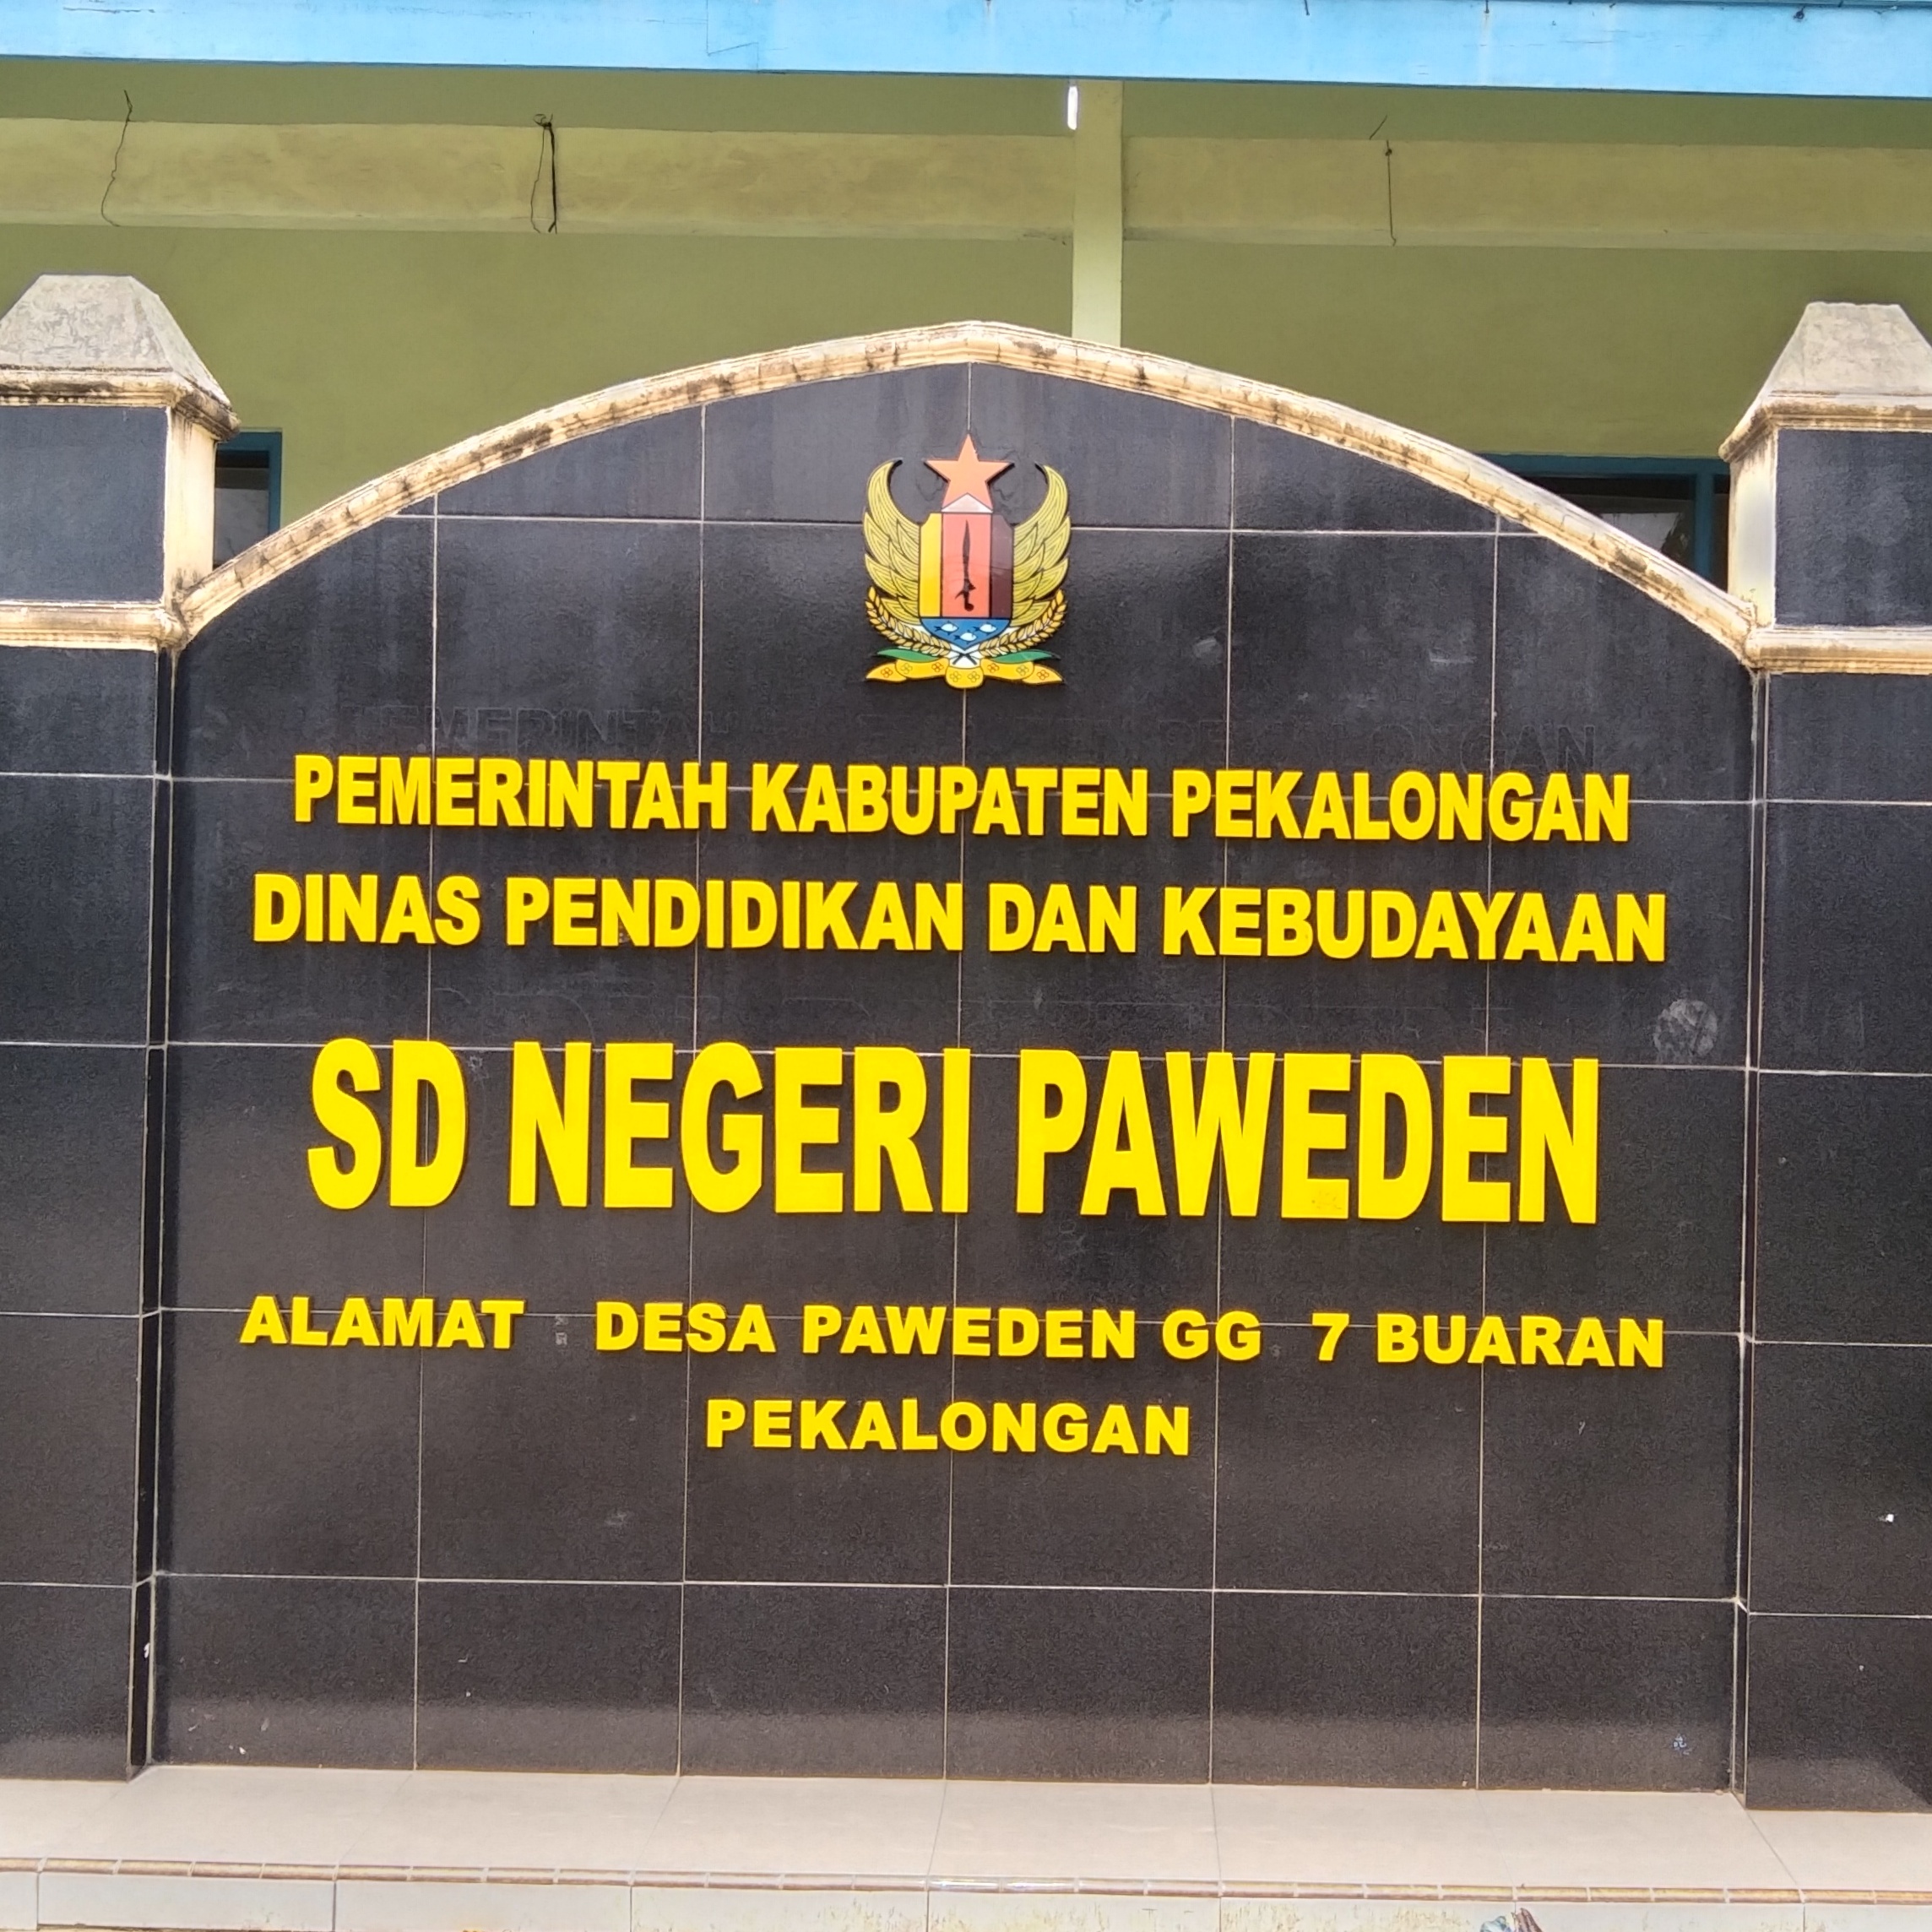 PEMERINTAH KABUPATEN PEKALONGAN
DINAS PENDIDIKAN DAN KEBUDAYAAN
SD NEGERI PAWEDEN
ALAMAT DESA PAWEDEN GG 7 BUARAN
PEKALONGAN